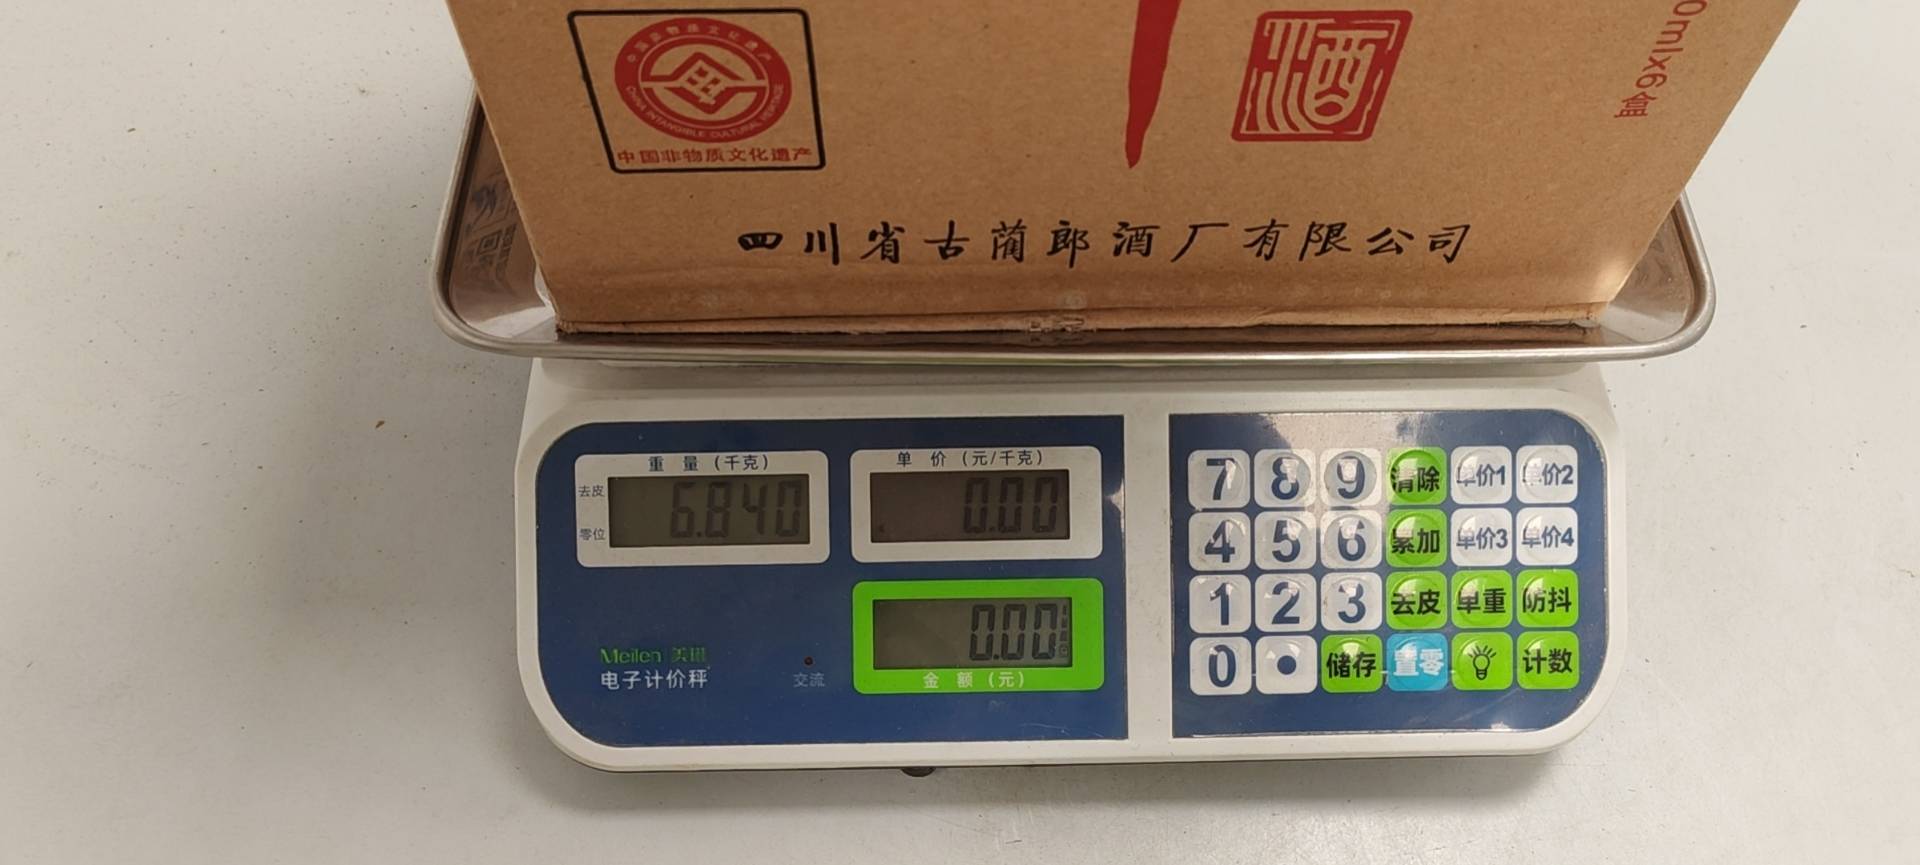 中国非物质文化遗产
CHINA INTANGIBLE CULTURAL HERITAGE
中国非物质文化遗产
酒
0mlx6盒
四川省古蔺郎酒厂有限公司
重 量 (千克)
去皮
零位
6.840
单 价 (元/千克)
0.00
0.00
金 额 (元)
Meilen 美琳
电子计价秤
交流
7 8 9 清除 单价1 单价2
4 5 6 累加 单价3 单价4
1 2 3 去皮 单重 防抖
0 • 储存 置零 计数